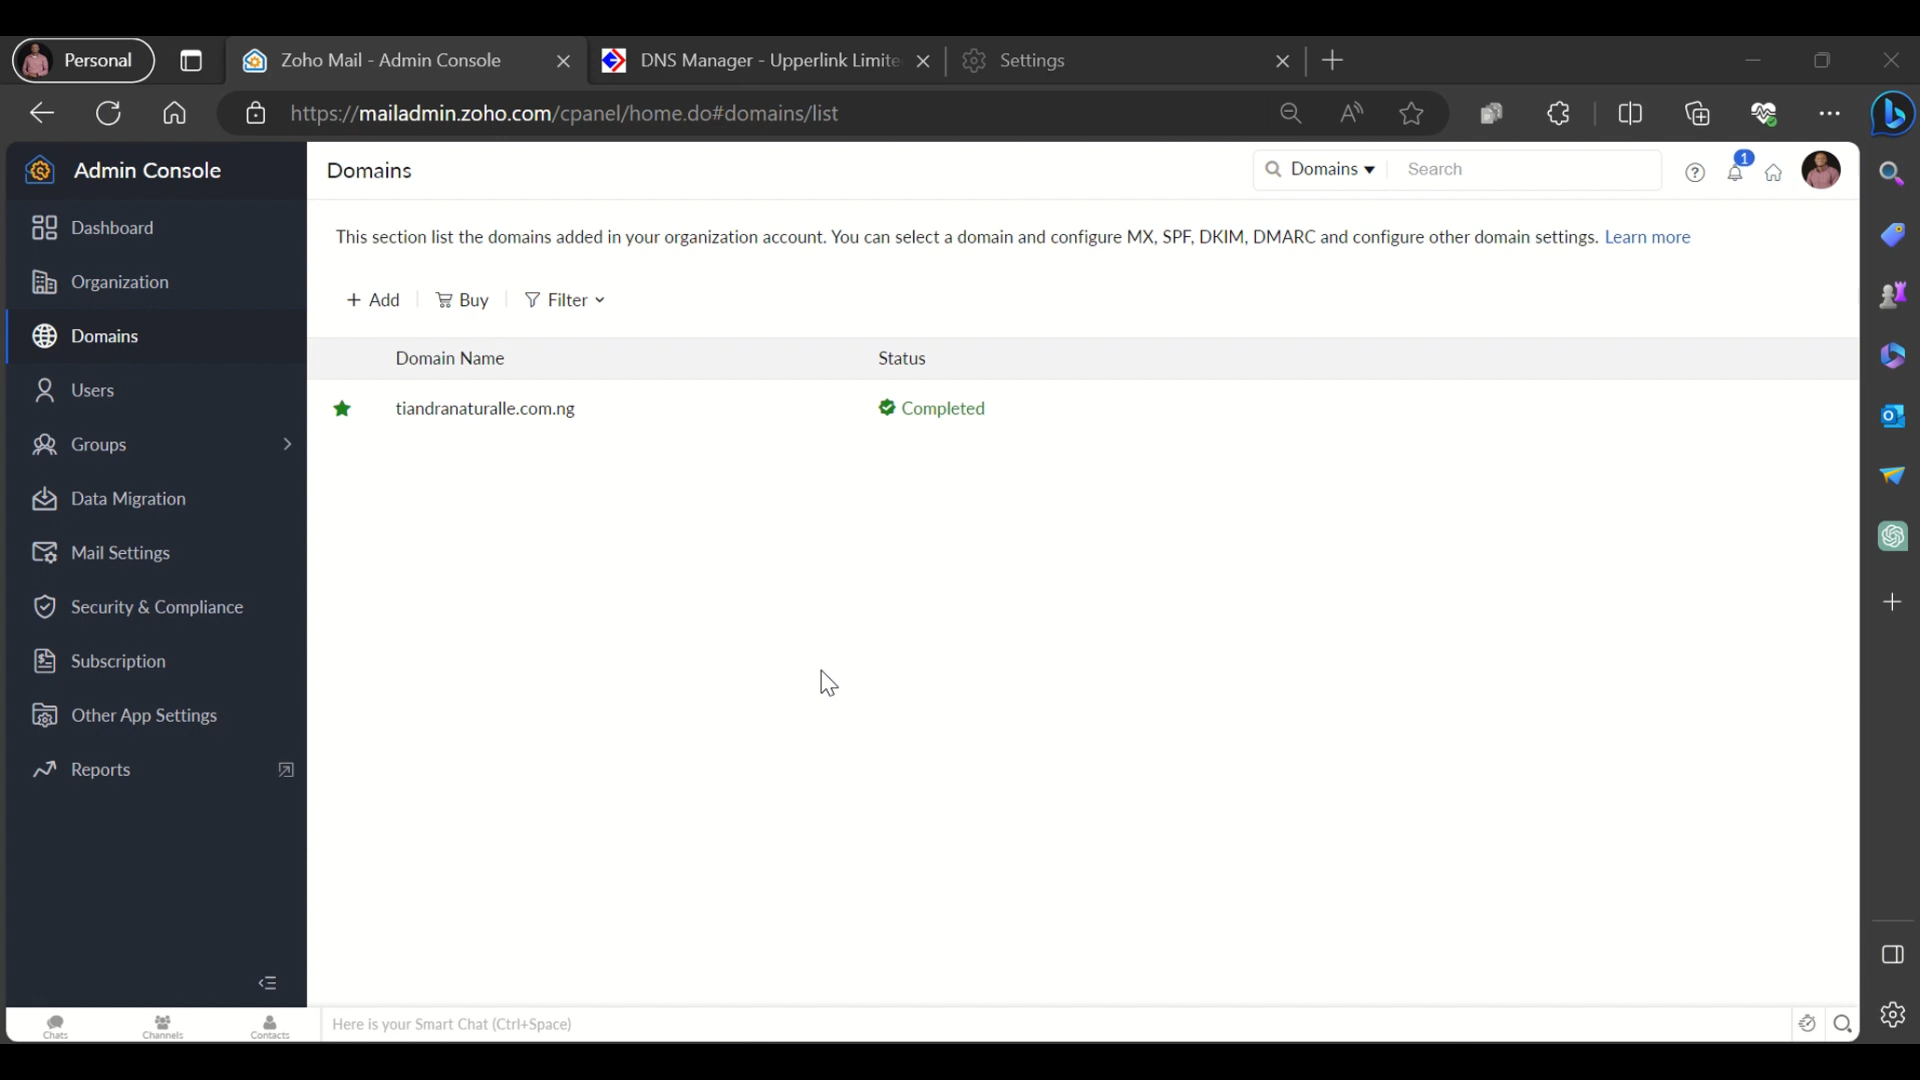 Personal
Zoho Mail - Admin Console
DNS Manager - Upperlink Limite
Settings
https://mailadmin.zoho.com/cpanel/home.do#domains/list
Admin Console
Domains
Domains
Search
1
Dashboard
This section list the domains added in your organization account. You can select a domain and configure MX, SPF, DKIM, DMARC and configure other domain settings. Learn more
Organization
Add
Buy
Filter
Domains
Domain Name
Status
Users
tiandranaturalle.com.ng
Completed
Groups
Data Migration
Mail Settings
Security & Compliance
Subscription
Other App Settings
Reports
Chats
Channels
Contacts
Here is your Smart Chat (Ctrl+Space)